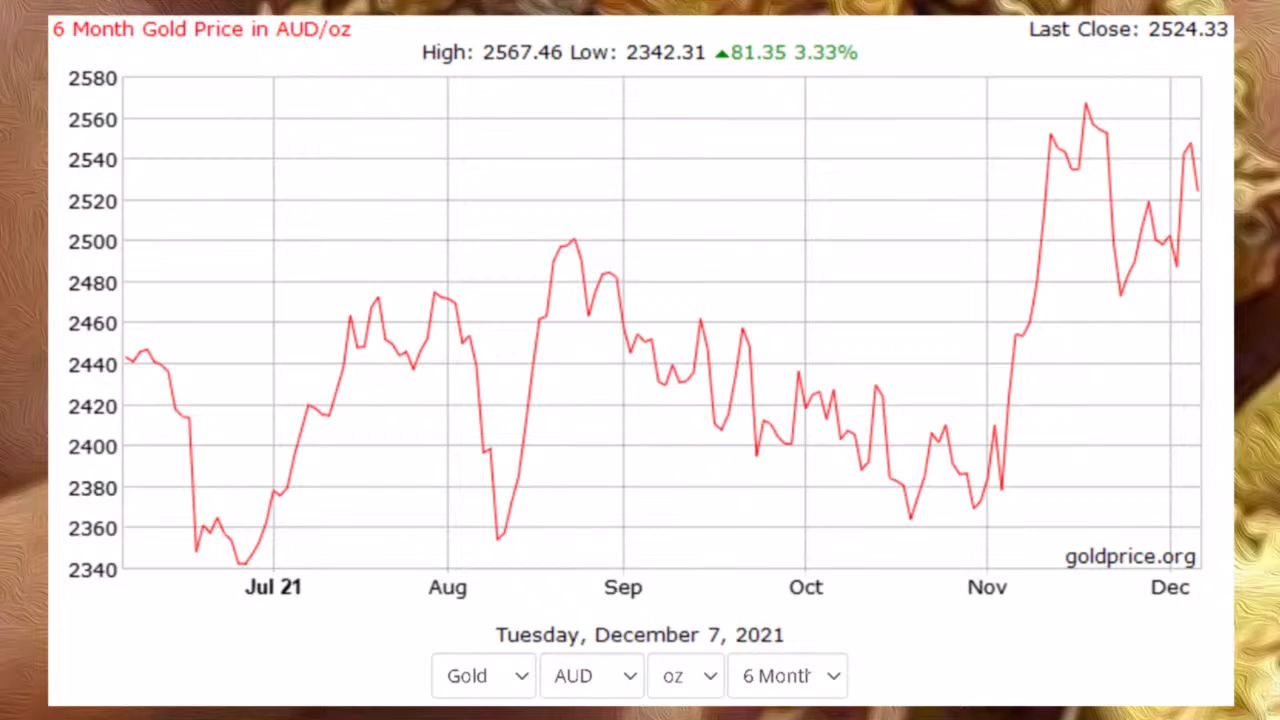 6 Month Gold Price in AUD/oz
Last Close: 2524.33
High: 2567.46 Low: 2342.31 ▲81.35 3.33%
2580
2560
2540
2520
2500
2480
2460
2440
2420
2400
2380
2360
2340
goldprice.org
Jul 21 Aug Sep Oct Nov Dec
Tuesday, December 7, 2021
Gold AUD oz 6 Month